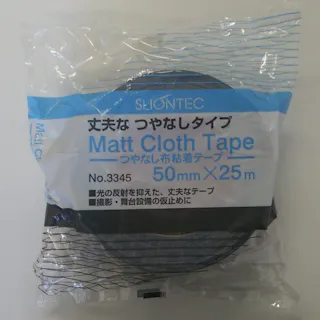 SLIONTEC
丈夫な つやなしタイプ
Matt Cloth Tape
つやなし布粘着テープ
No.3345 50mm×25m
■光の反射を抑えた、丈夫なテープ
■撮影・舞台設備の仮止めに